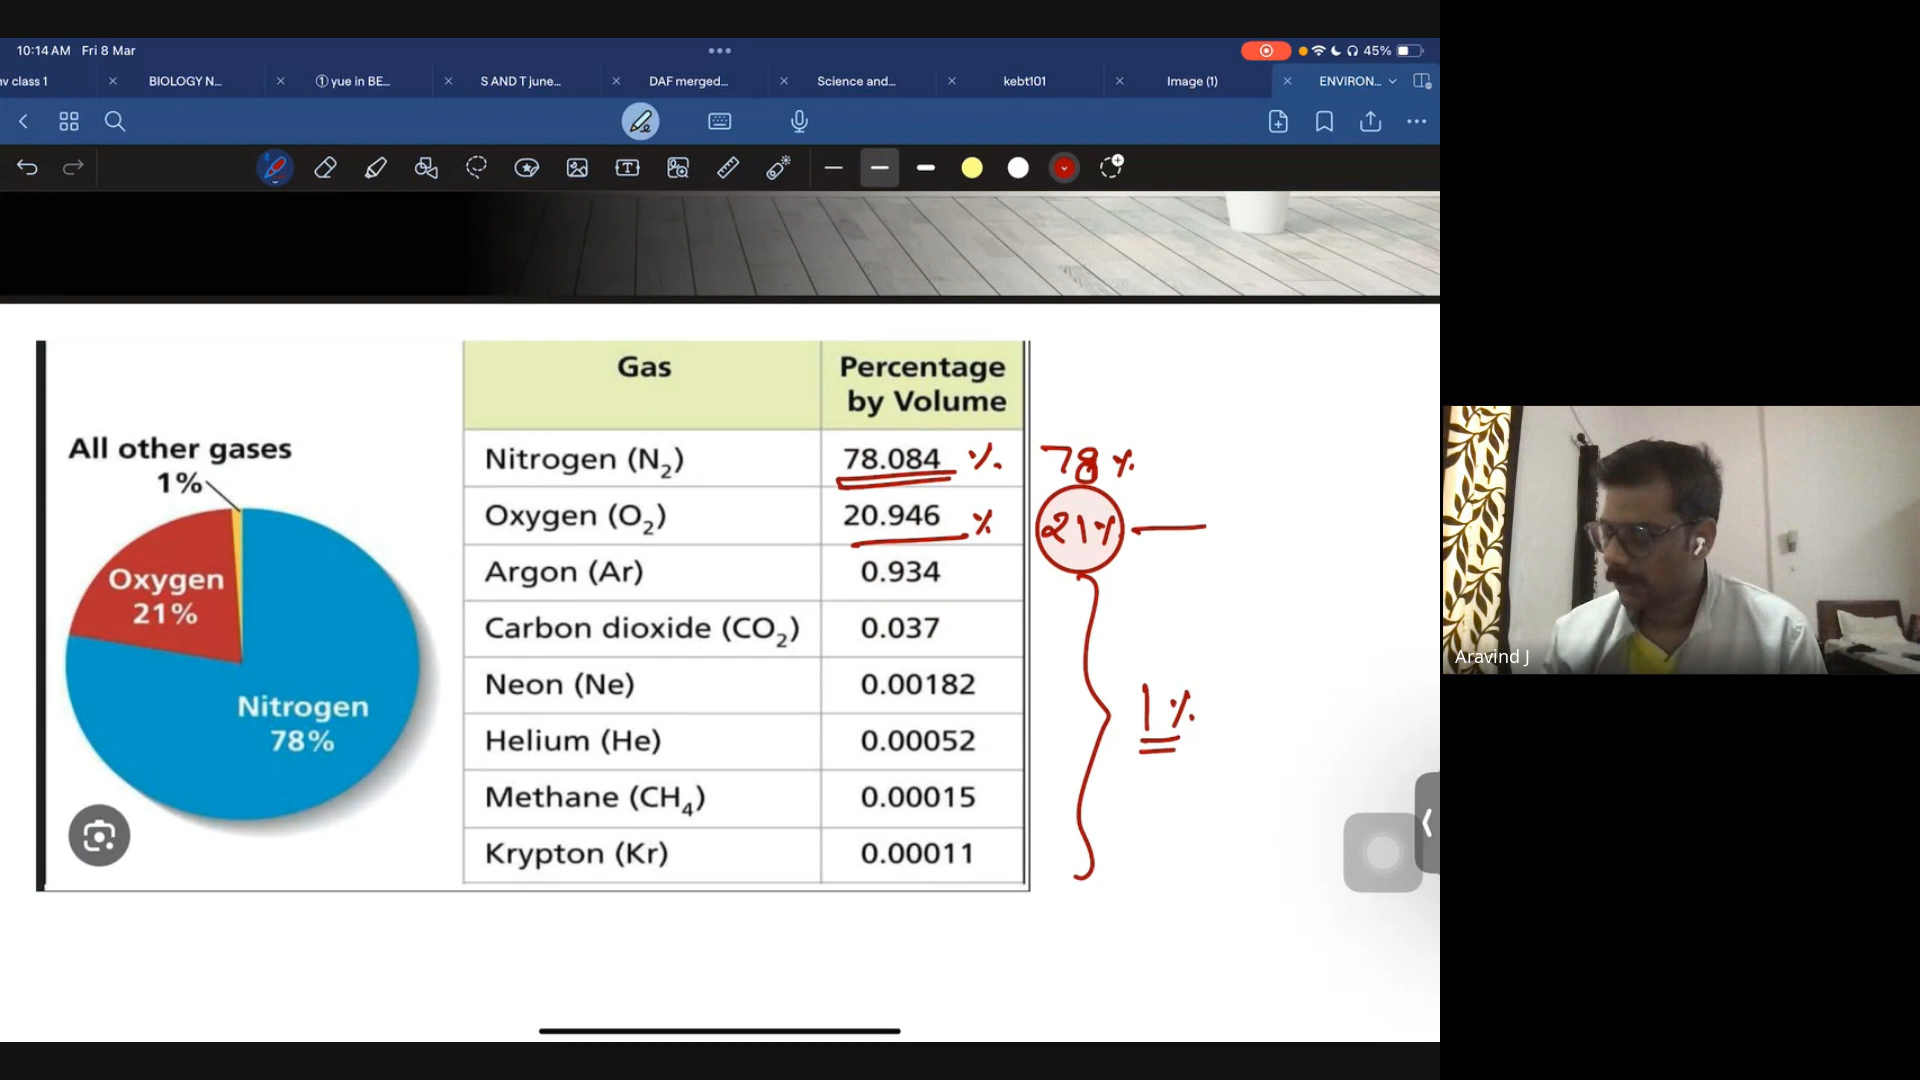 10:14 AM Fri 8 Mar
45%
nv class 1
BIOLOGY N...
① yue in BE...
S AND T june...
DAF merged...
Science and...
kebt101
Image (1)
ENVIRON...
Gas Percentage by Volume
Nitrogen (N₂) 78.084 % 78 %
Oxygen (O₂) 20.946 % 21 %
Argon (Ar) 0.934
Carbon dioxide (CO₂) 0.037
Neon (Ne) 0.00182
Helium (He) 0.00052
Methane (CH₄) 0.00015
Krypton (Kr) 0.00011
1 %
All other gases
1%
Oxygen
21%
Nitrogen
78%
Aravind J